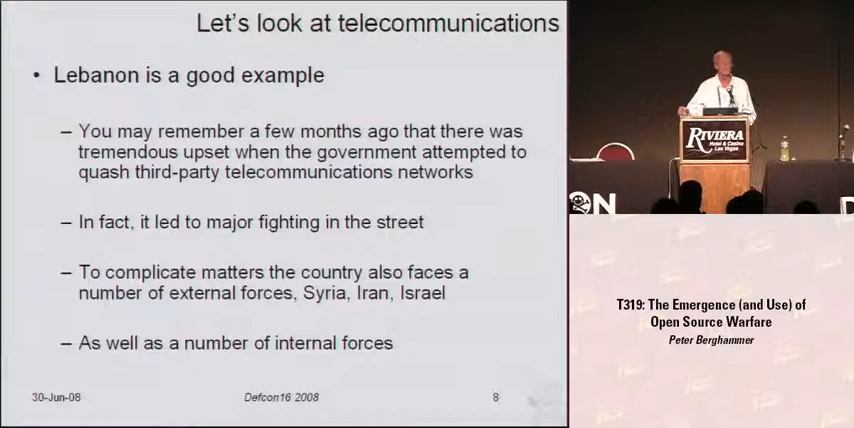 Let's look at telecommunications
• Lebanon is a good example
– You may remember a few months ago that there was
tremendous upset when the government attempted to
quash third-party telecommunications networks
– In fact, it led to major fighting in the street
– To complicate matters the country also faces a
number of external forces, Syria, Iran, Israel
– As well as a number of internal forces
30-Jun-08
Defcon16 2008
8
RIVIERA
Hotel & Casino
Las Vegas
ON
D
T319: The Emergence (and Use) of
Open Source Warfare
Peter Berghammer